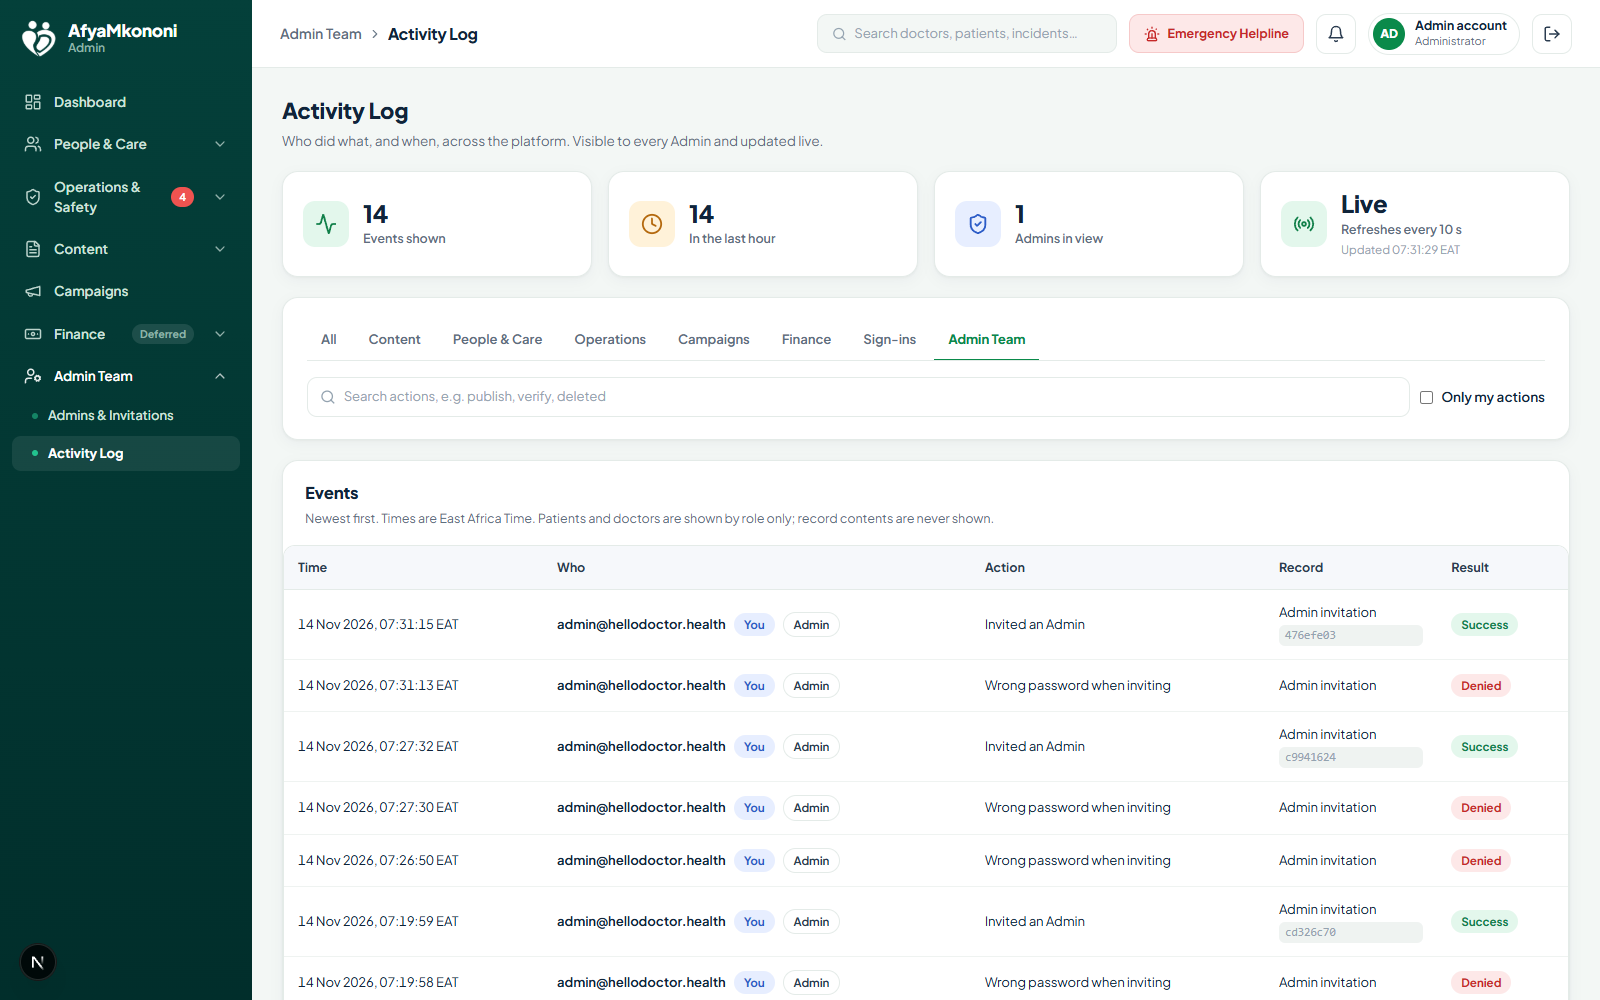 AfyaMkononi
Admin
Dashboard
People & Care
Operations &
Safety
4
Content
Campaigns
Finance
Deferred
Admin Team
Admins & Invitations
Activity Log
N
Admin Team > Activity Log
Search doctors, patients, incidents...
Emergency Helpline
AD
Admin account
Administrator
Activity Log
Who did what, and when, across the platform. Visible to every Admin and updated live.
14
Events shown
14
In the last hour
1
Admins in view
Live
Refreshes every 10 s
Updated 07:31:29 EAT
All Content People & Care Operations Campaigns Finance Sign-ins Admin Team
Search actions, e.g. publish, verify, deleted
Only my actions
Events
Newest first. Times are East Africa Time. Patients and doctors are shown by role only; record contents are never shown.
Time Who Action Record Result
14 Nov 2026, 07:31:15 EAT admin@hellodoctor.health You Admin Invited an Admin Admin invitation Success
476efe03
14 Nov 2026, 07:31:13 EAT admin@hellodoctor.health You Admin Wrong password when inviting Admin invitation Denied
14 Nov 2026, 07:27:32 EAT admin@hellodoctor.health You Admin Invited an Admin Admin invitation Success
c9941624
14 Nov 2026, 07:27:30 EAT admin@hellodoctor.health You Admin Wrong password when inviting Admin invitation Denied
14 Nov 2026, 07:26:50 EAT admin@hellodoctor.health You Admin Wrong password when inviting Admin invitation Denied
14 Nov 2026, 07:19:59 EAT admin@hellodoctor.health You Admin Invited an Admin Admin invitation Success
cd326c70
14 Nov 2026, 07:19:58 EAT admin@hellodoctor.health You Admin Wrong password when inviting Admin invitation Denied